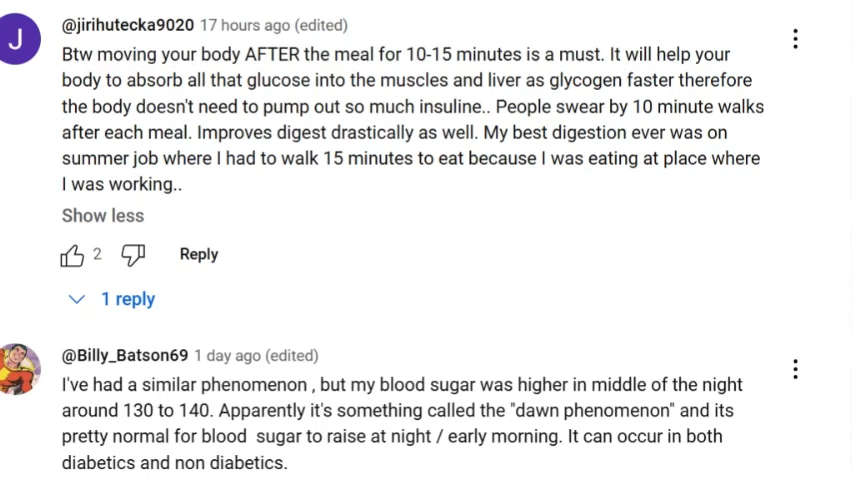 J
@jirihutecka9020 17 hours ago (edited)
Btw moving your body AFTER the meal for 10-15 minutes is a must. It will help your
body to absorb all that glucose into the muscles and liver as glycogen faster therefore
the body doesn't need to pump out so much insuline.. People swear by 10 minute walks
after each meal. Improves digest drastically as well. My best digestion ever was on
summer job where I had to walk 15 minutes to eat because I was eating at place where
I was working..
Show less
2 Reply
1 reply
@Billy_Batson69 1 day ago (edited)
I've had a similar phenomenon , but my blood sugar was higher in middle of the night
around 130 to 140. Apparently it's something called the "dawn phenomenon" and its
pretty normal for blood  sugar to raise at night / early morning. It can occur in both
diabetics and non diabetics.